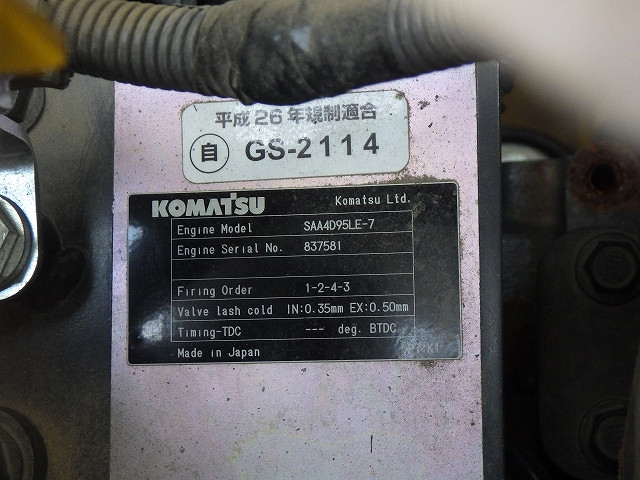 平成26年規制適合
自 GS-2114
KOMATSU Komatsu Ltd.
Engine Model SAA4D95LE-7
Engine Serial No. 837581
Firing Order 1-2-4-3
Valve lash cold IN:0.35mm EX:0.50mm
Timing-TDC --- deg. BTDC
Made in Japan